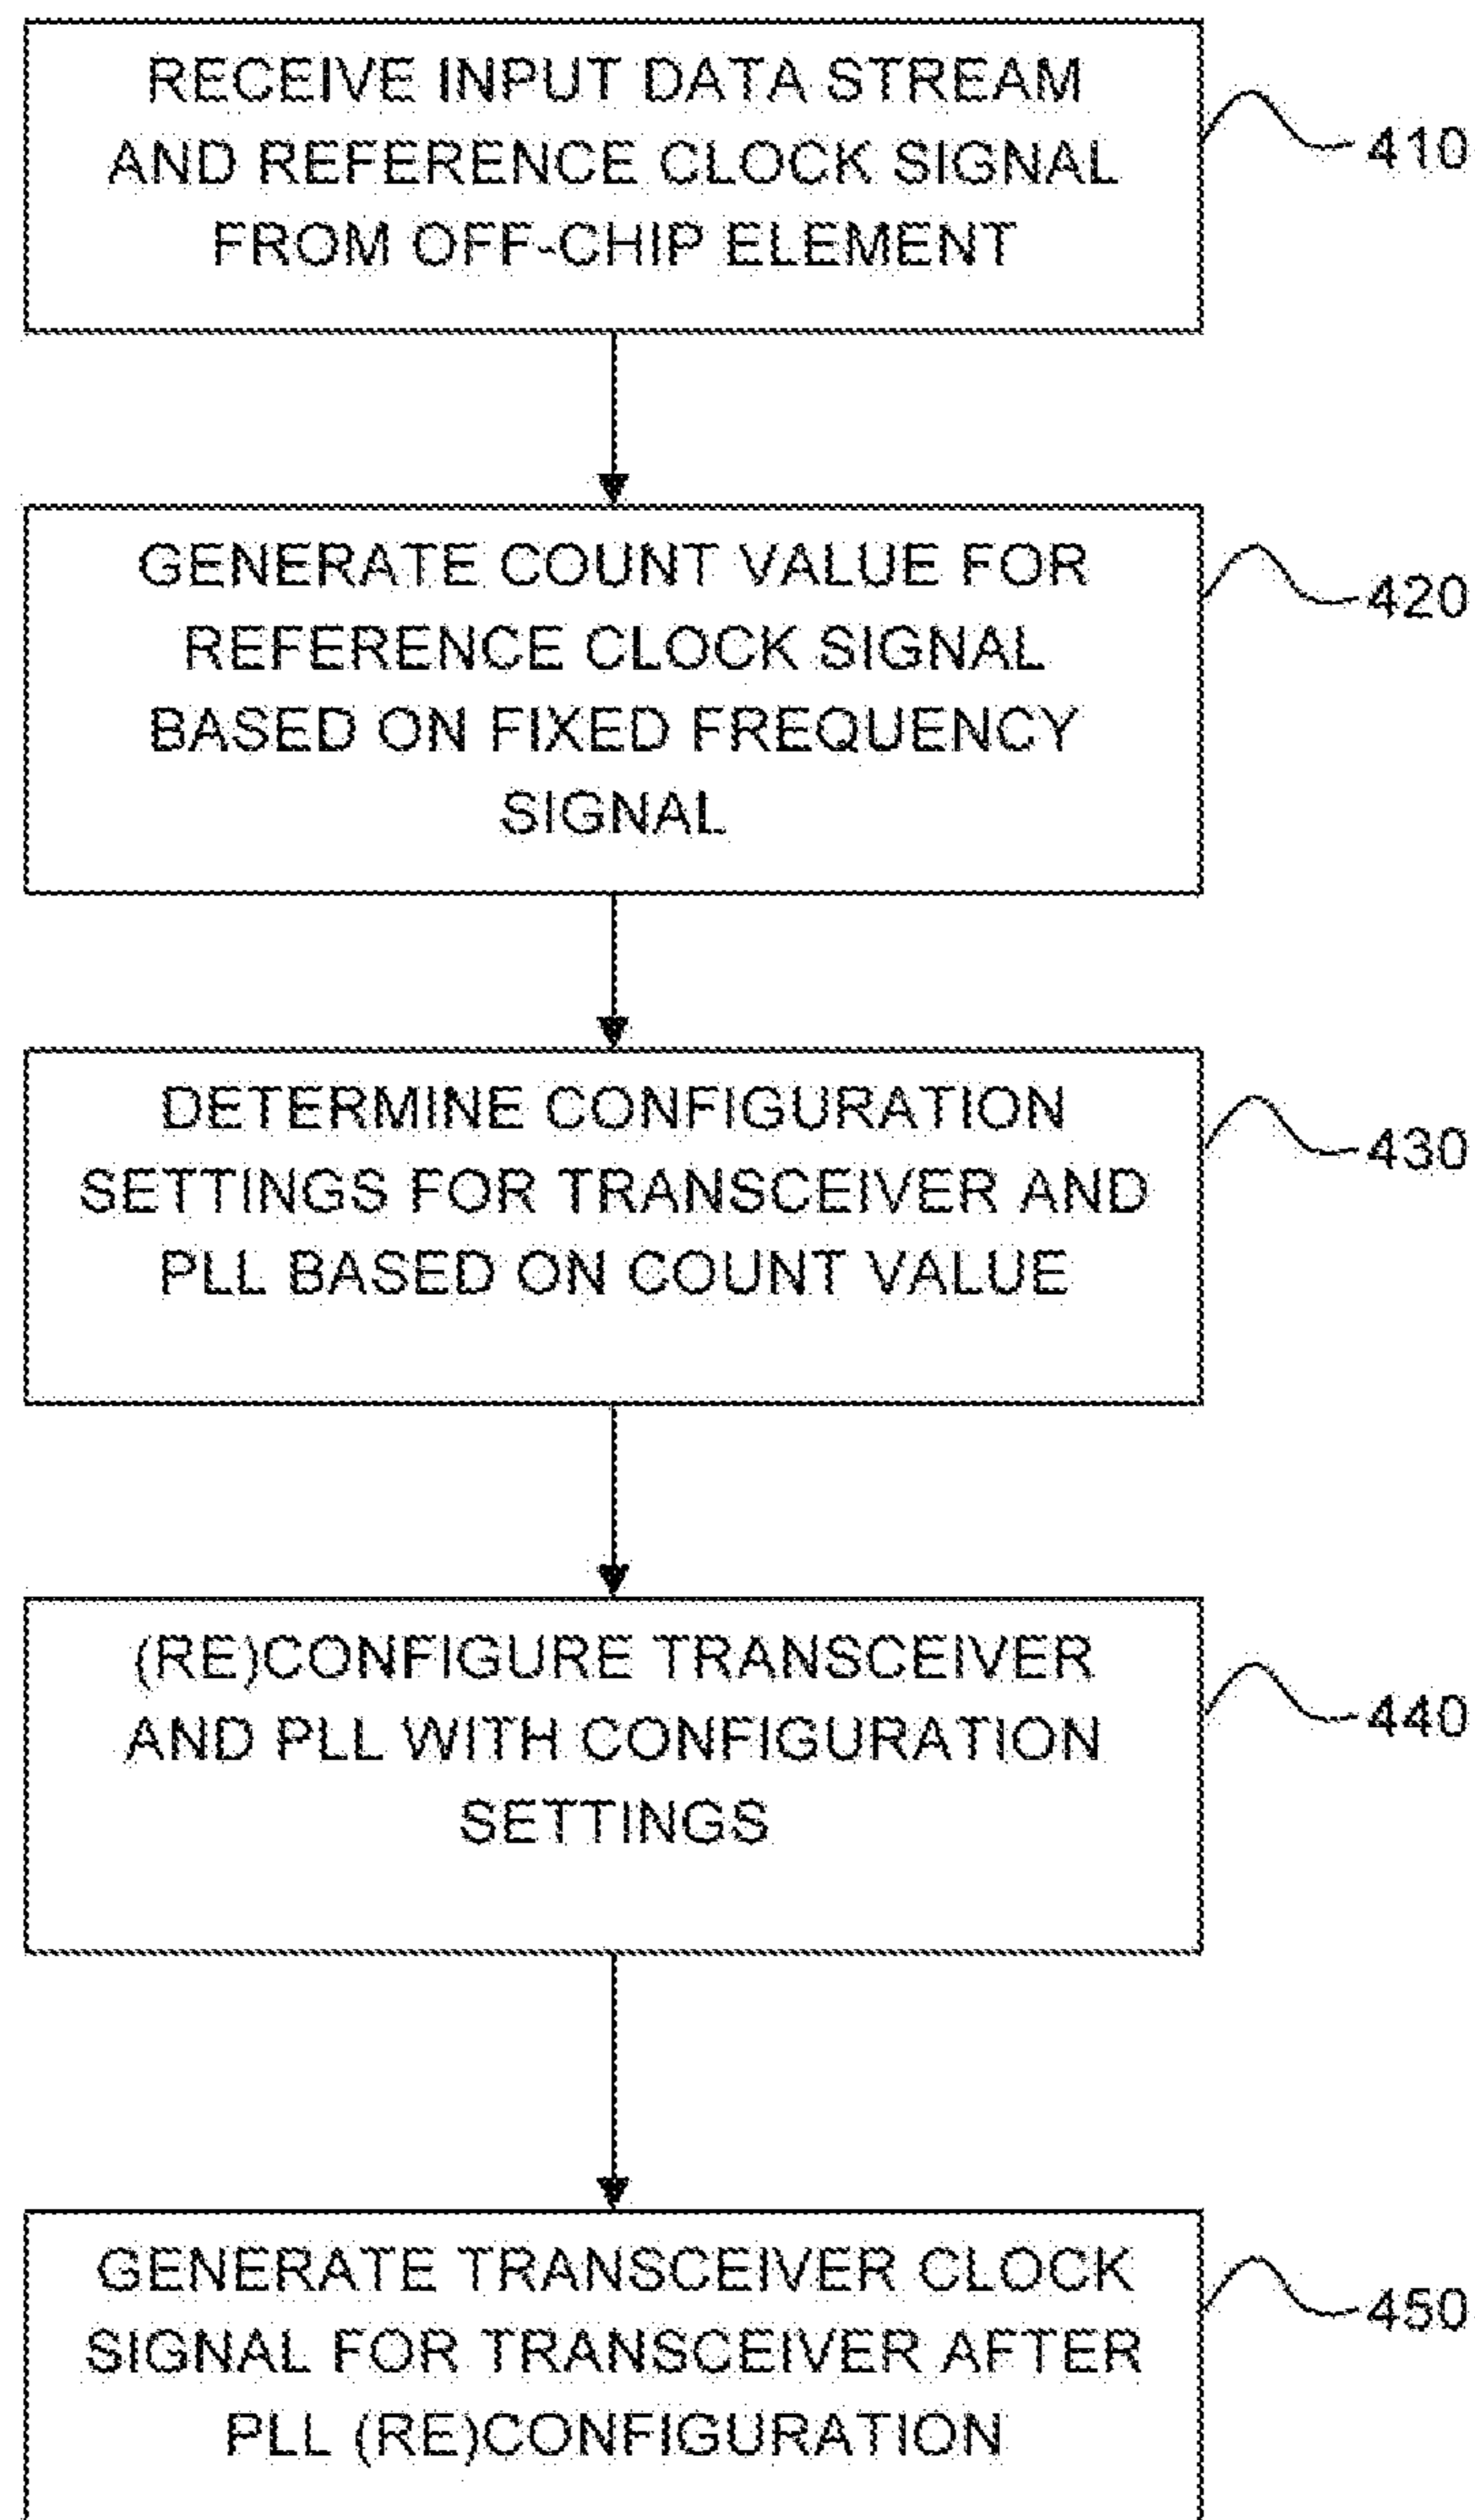 RECEIVE INPUT DATA STREAM
AND REFERENCE CLOCK SIGNAL
FROM OFF-CHIP ELEMENT
410
GENERATE COUNT VALUE FOR
REFERENCE CLOCK SIGNAL
BASED ON FIXED FREQUENCY
SIGNAL
420
DETERMINE CONFIGURATION
SETTINGS FOR TRANSCEIVER AND
PLL BASED ON COUNT VALUE
430
(RE)CONFIGURE TRANSCEIVER
AND PLL WITH CONFIGURATION
SETTINGS
440
GENERATE TRANSCEIVER CLOCK
SIGNAL FOR TRANSCEIVER AFTER
PLL (RE)CONFIGURATION
450